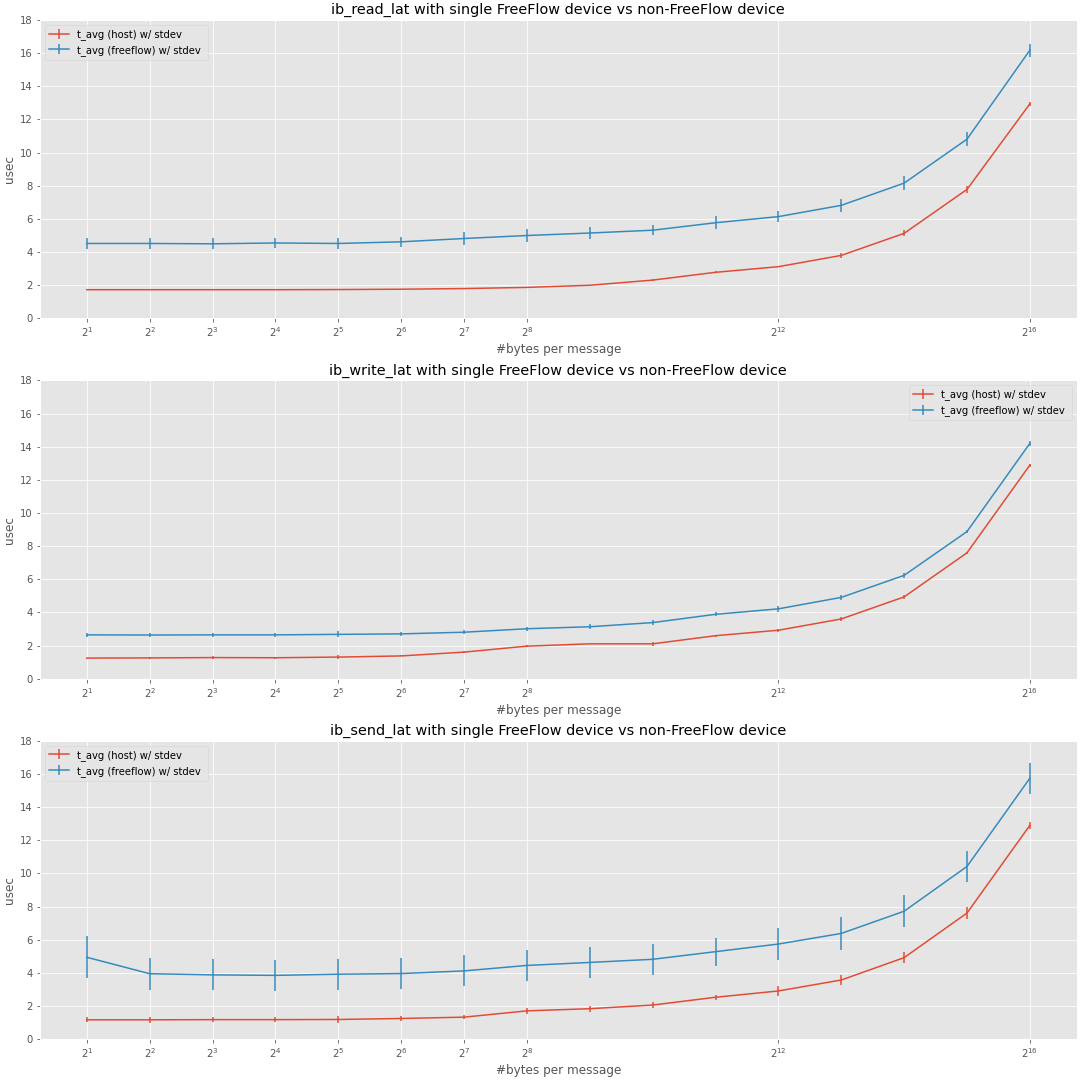 ib_read_lat with single FreeFlow device vs non-FreeFlow device
t_avg (host) w/ stdev
t_avg (freeflow) w/ stdev
usec
18
16
14
12
10
8
6
4
2
0
2^1 2^2 2^3 2^4 2^5 2^6 2^7 2^8 2^12 2^16
#bytes per message
ib_write_lat with single FreeFlow device vs non-FreeFlow device
t_avg (host) w/ stdev
t_avg (freeflow) w/ stdev
usec
18
16
14
12
10
8
6
4
2
0
2^1 2^2 2^3 2^4 2^5 2^6 2^7 2^8 2^12 2^16
#bytes per message
ib_send_lat with single FreeFlow device vs non-FreeFlow device
t_avg (host) w/ stdev
t_avg (freeflow) w/ stdev
usec
18
16
14
12
10
8
6
4
2
0
2^1 2^2 2^3 2^4 2^5 2^6 2^7 2^8 2^12 2^16
#bytes per message